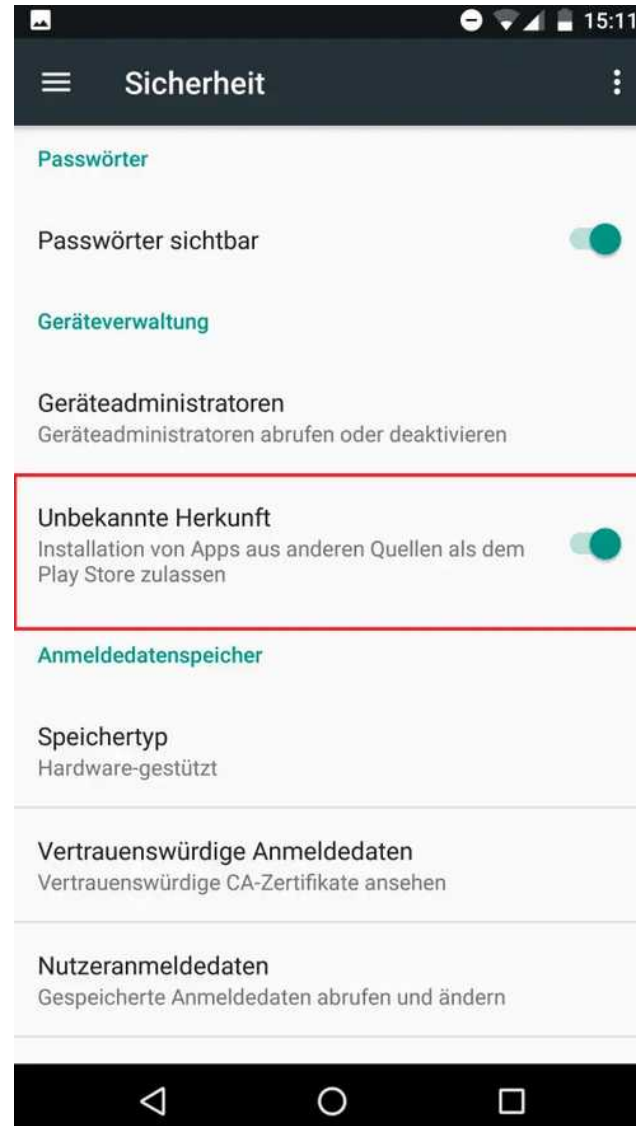 15:11
Sicherheit
Passwörter
Passwörter sichtbar
Geräteverwaltung
Geräteadministratoren
Geräteadministratoren abrufen oder deaktivieren
Unbekannte Herkunft
Installation von Apps aus anderen Quellen als dem
Play Store zulassen
Anmeldedatenspeicher
Speichertyp
Hardware-gestützt
Vertrauenswürdige Anmeldedaten
Vertrauenswürdige CA-Zertifikate ansehen
Nutzeranmeldedaten
Gespeicherte Anmeldedaten abrufen und ändern